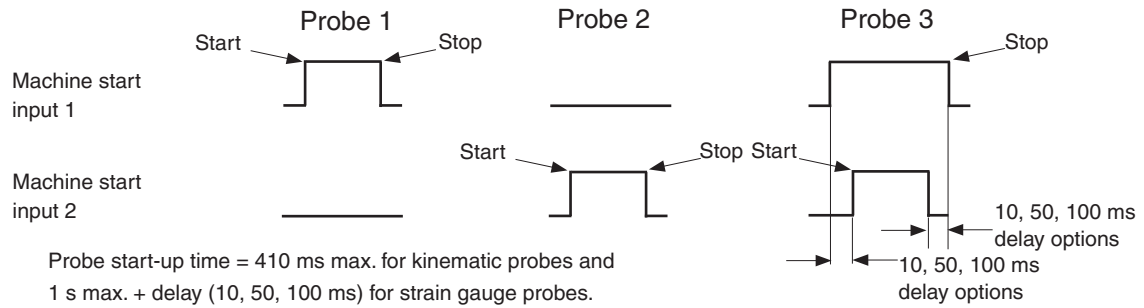 Probe 1
Probe 2
Probe 3
Start
Stop
Stop
Machine start
input 1
Start
Stop
Start
Machine start
input 2
10, 50, 100 ms
delay options
10, 50, 100 ms
delay options
Probe start-up time = 410 ms max. for kinematic probes and
1 s max. + delay (10, 50, 100 ms) for strain gauge probes.